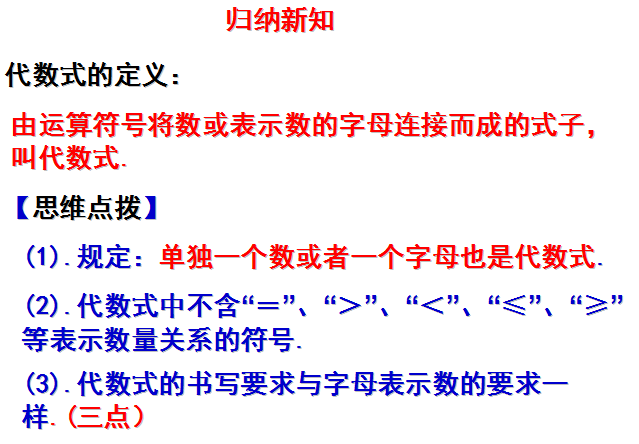 归纳新知
代数式的定义：
由运算符号将数或表示数的字母连接而成的式子，
叫代数式.
【思维点拨】
(1).规定：单独一个数或者一个字母也是代数式.
(2).代数式中不含“＝”、“＞”、“＜”、“≤”、“≥”
等表示数量关系的符号.
(3).代数式的书写要求与字母表示数的要求一
样.(三点）